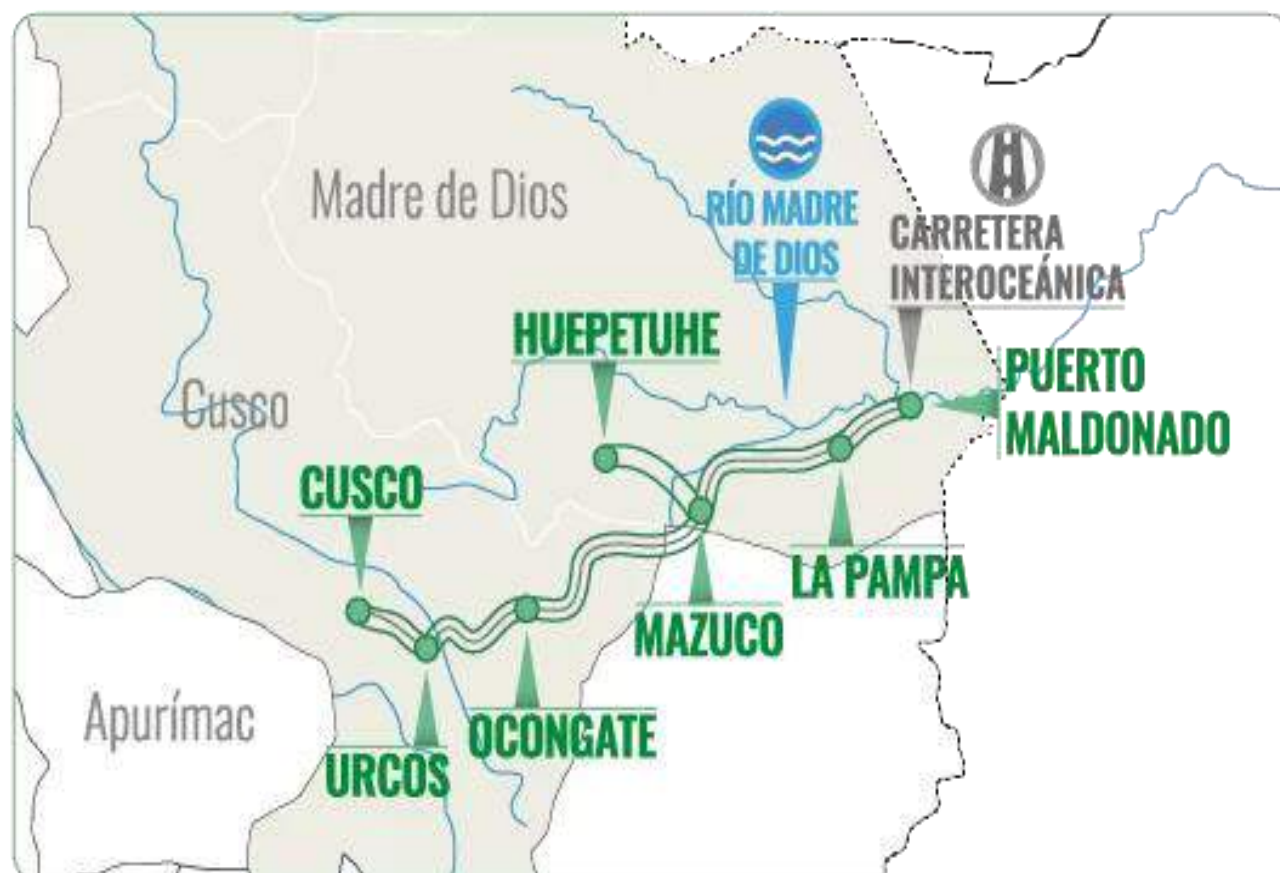 Madre de Dios
RÍO MADRE
DE DIOS
CARRETERA
INTEROCEÁNICA
HUEPETUHE
PUERTO
MALDONADO
Cusco
CUSCO
LA PAMPA
MAZUCO
Apurímac
OCONGATE
URCOS